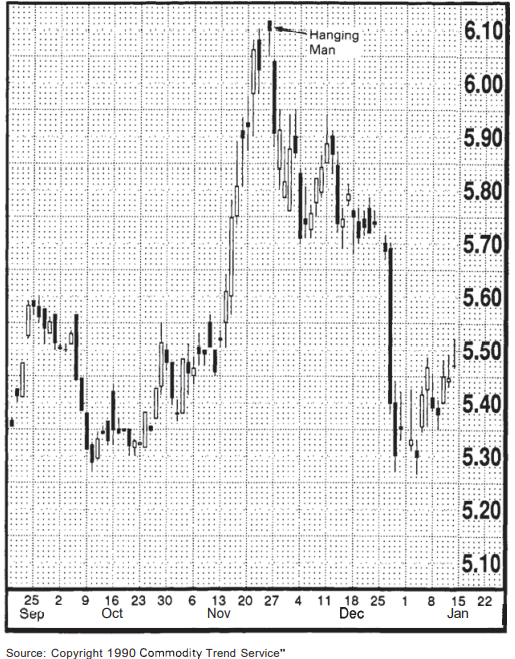 6.10
Hanging
Man
6.00
5.90
5.80
5.70
5.60
5.50
5.40
5.30
5.20
5.10
25 2 9 16 23 30 6 13 20 27 4 11 18 25 1 8 15 22
Sep Oct Nov Dec Jan
Source: Copyright 1990 Commodity Trend Service"